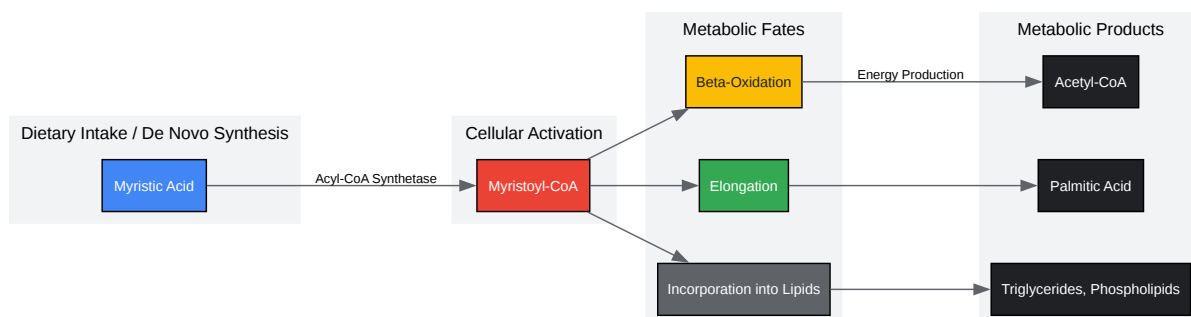 Dietary Intake / De Novo Synthesis
Myristic Acid
Acyl-CoA Synthetase
Cellular Activation
Myristoyl-CoA
Metabolic Fates
Beta-Oxidation
Elongation
Incorporation into Lipids
Energy Production
Metabolic Products
Acetyl-CoA
Palmitic Acid
Triglycerides, Phospholipids